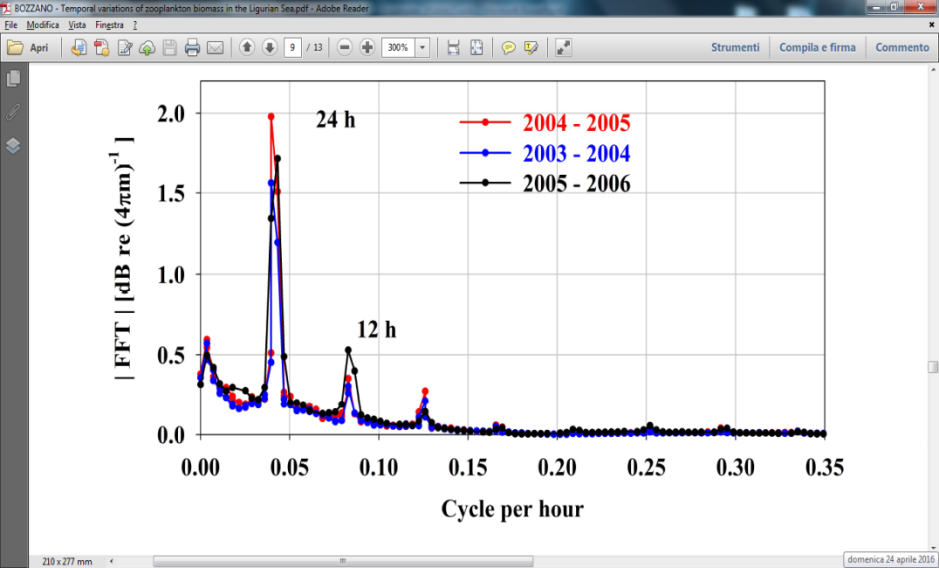 BOZZANO - Temporal variations of zooplankton biomass in the Ligurian Sea.pdf - Adobe Reader
File Modifica Vista Finestra ?
Apri 9 / 13 300% Strumenti Compila e firma Commento
2.0
1.5
1.0
0.5
0.0
| FFT | [dB re (4πm)⁻¹ ]
24 h
12 h
2004 - 2005
2003 - 2004
2005 - 2006
0.00 0.05 0.10 0.15 0.20 0.25 0.30 0.35
Cycle per hour
210 x 277 mm
domenica 24 aprile 2016